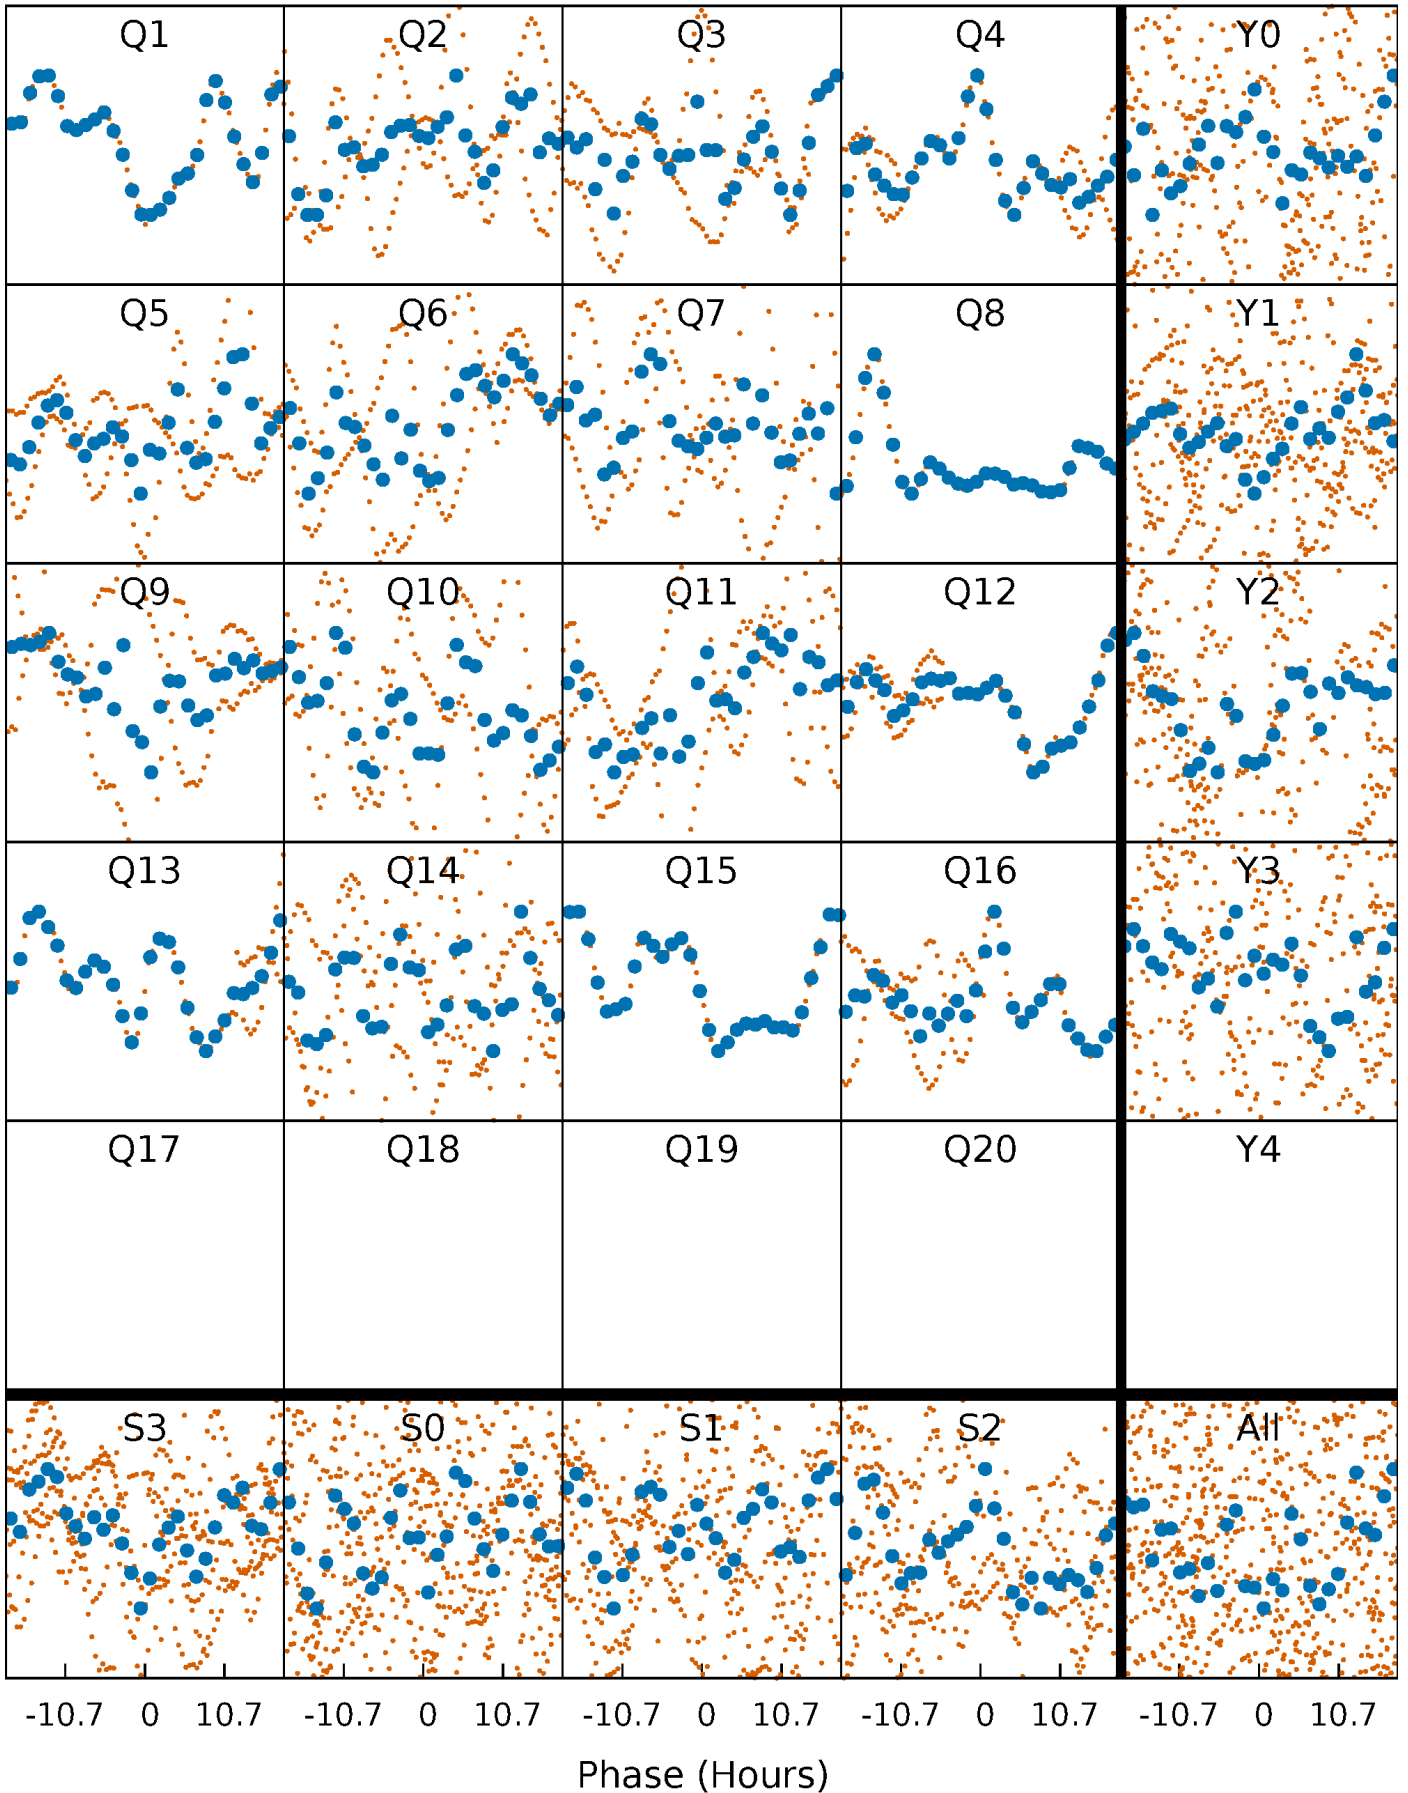 Q1 Q2 Q3 Q4 Y0
Q5 Q6 Q7 Q8 Y1
Q9 Q10 Q11 Q12 Y2
Q13 Q14 Q15 Q16 Y3
Q17 Q18 Q19 Q20 Y4
S3 S0 S1 S2 All
-10.7 0 10.7 -10.7 0 10.7 -10.7 0 10.7 -10.7 0 10.7 -10.7 0 10.7
Phase (Hours)